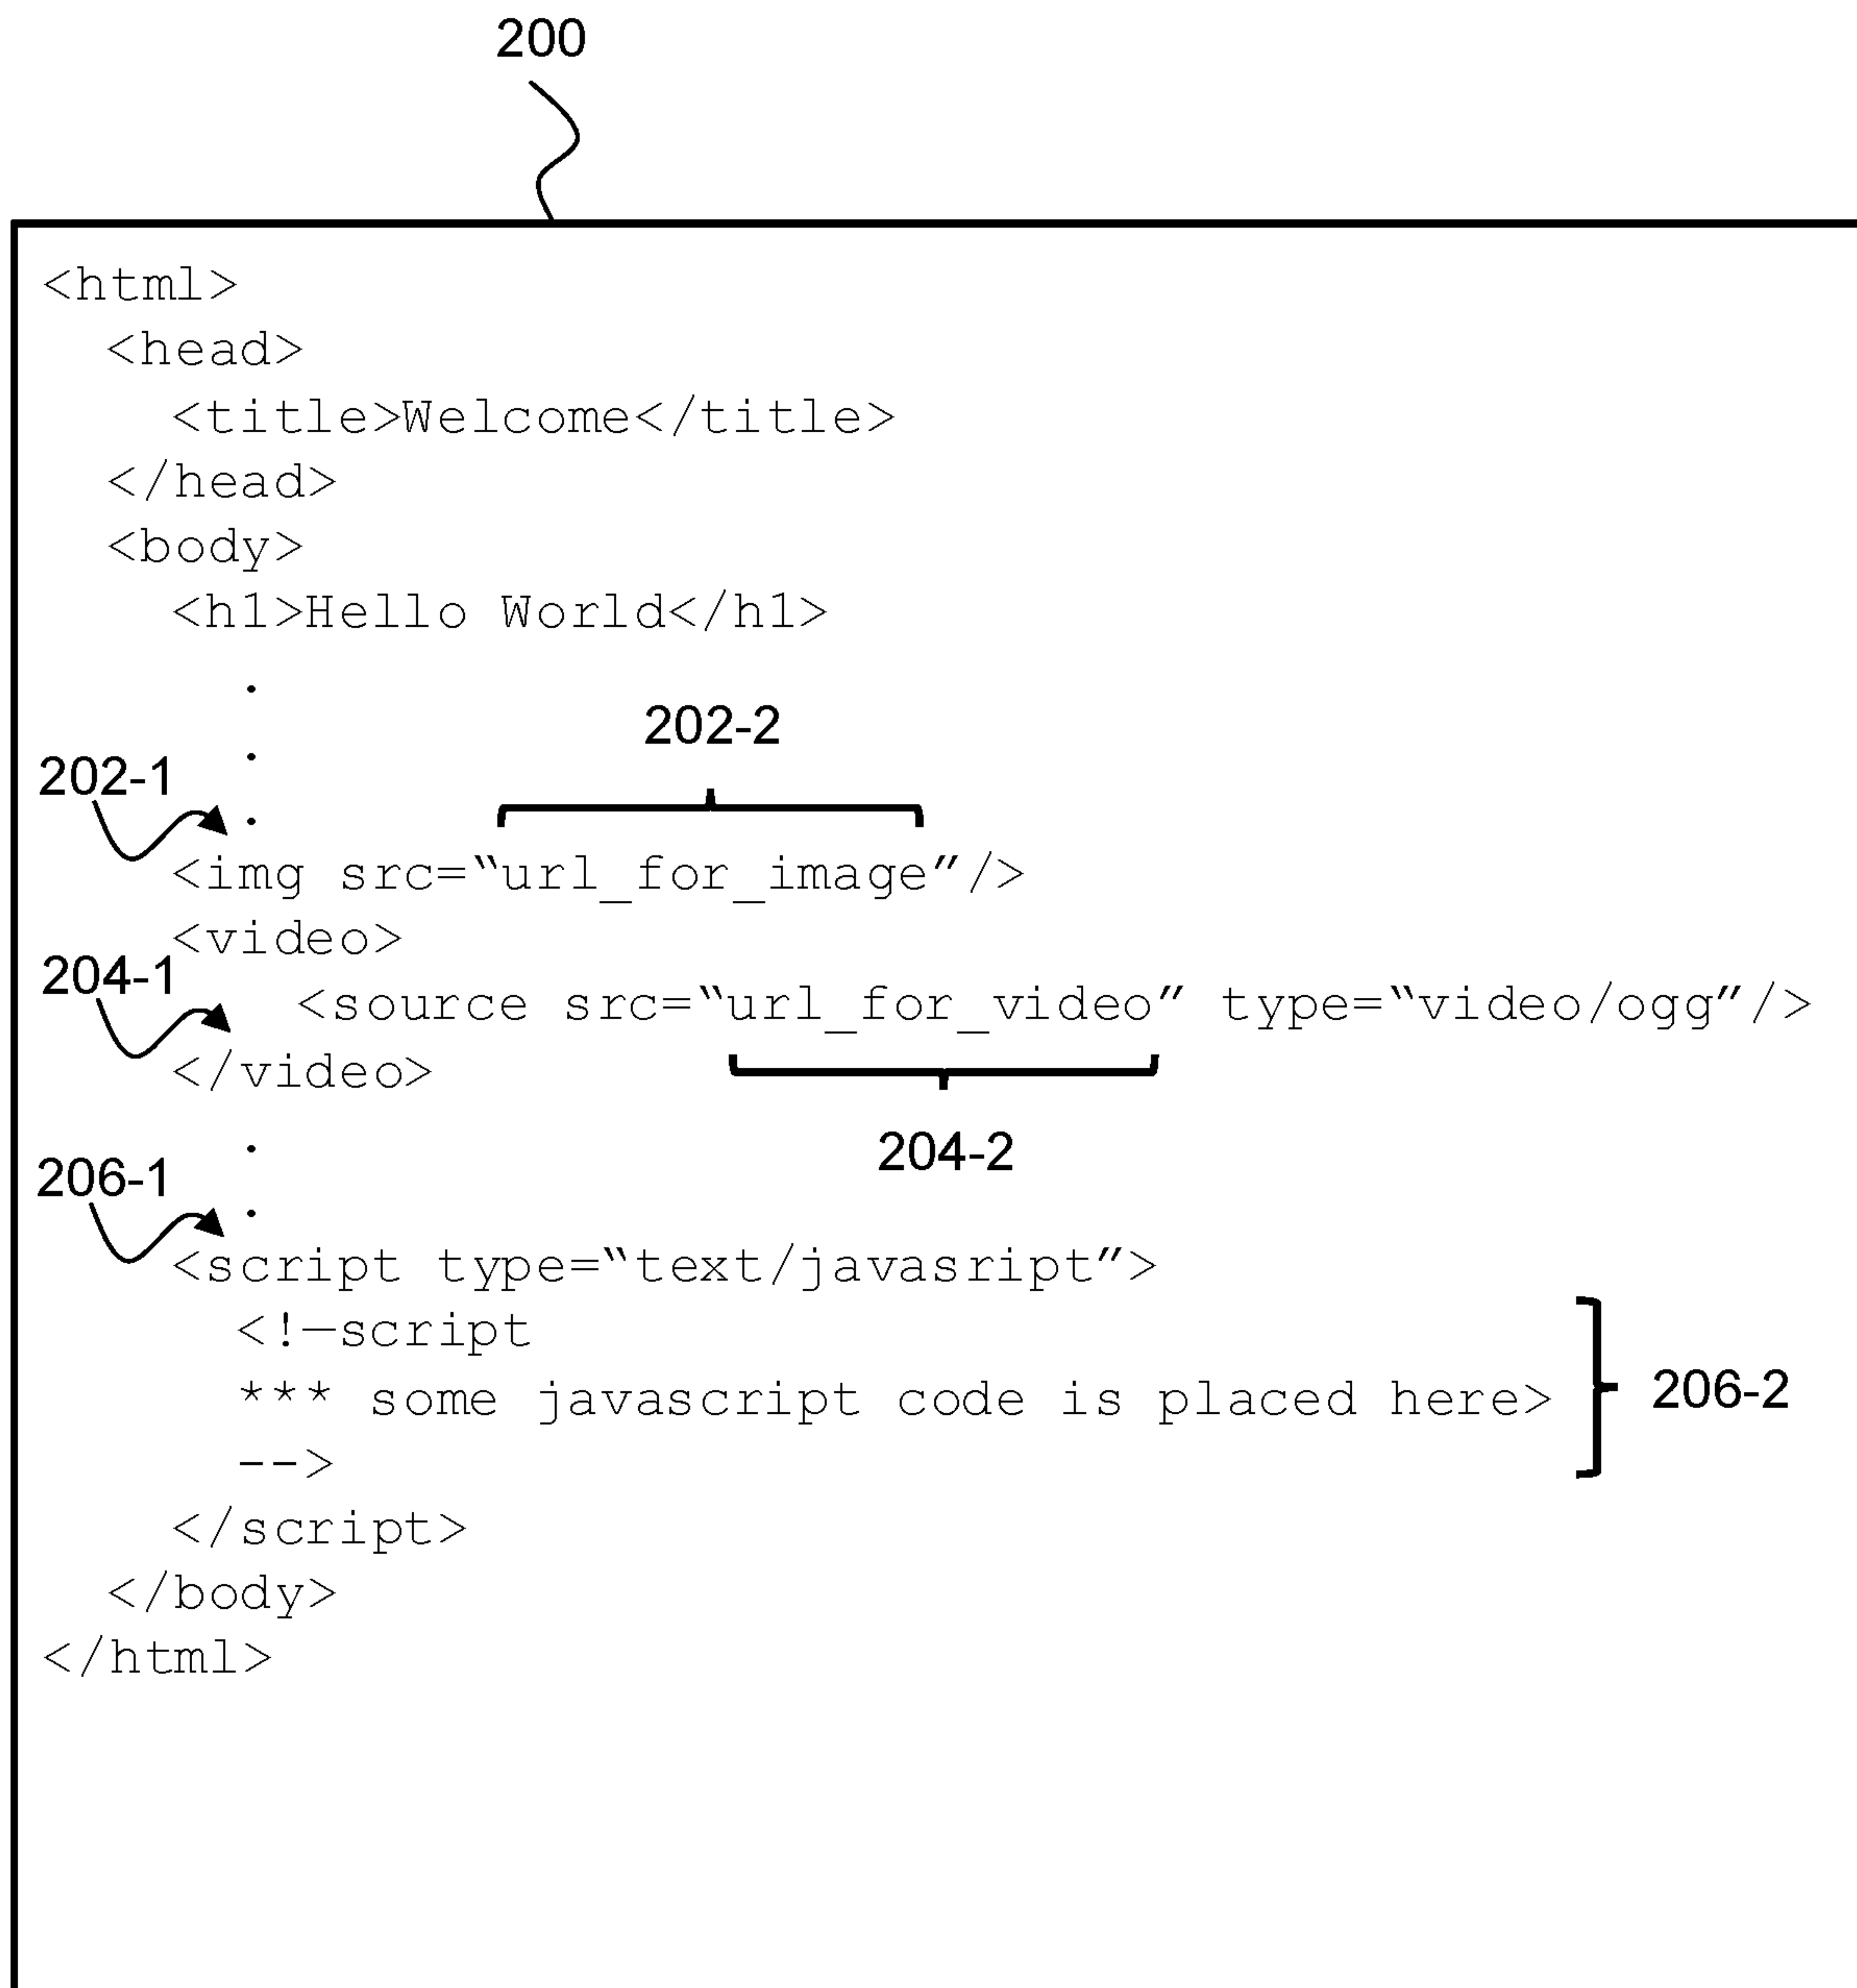 200
<html>
<head>
<title>Welcome</title>
</head>
<body>
<h1>Hello World</h1>
.
202-2
.
202-1
.
<img src=“url_for_image”/>
<video>
204-1
<source src=“url_for_video” type=“video/ogg”/>
</video>
.
204-2
206-1
.
<script type=“text/javasript”>
<!—script
*** some javascript code is placed here>
206-2
-->
</script>
</body>
</html>